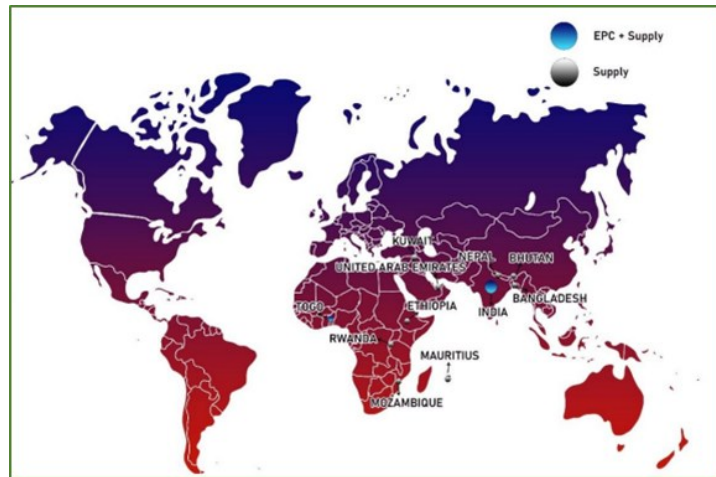 EPC + Supply
Supply
KUWAIT
NEPAL
BHUTAN
UNITED ARAB EMIRATES
BANGLADESH
TOGO
ETHIOPIA
INDIA
RWANDA
MAURITIUS
MOZAMBIQUE